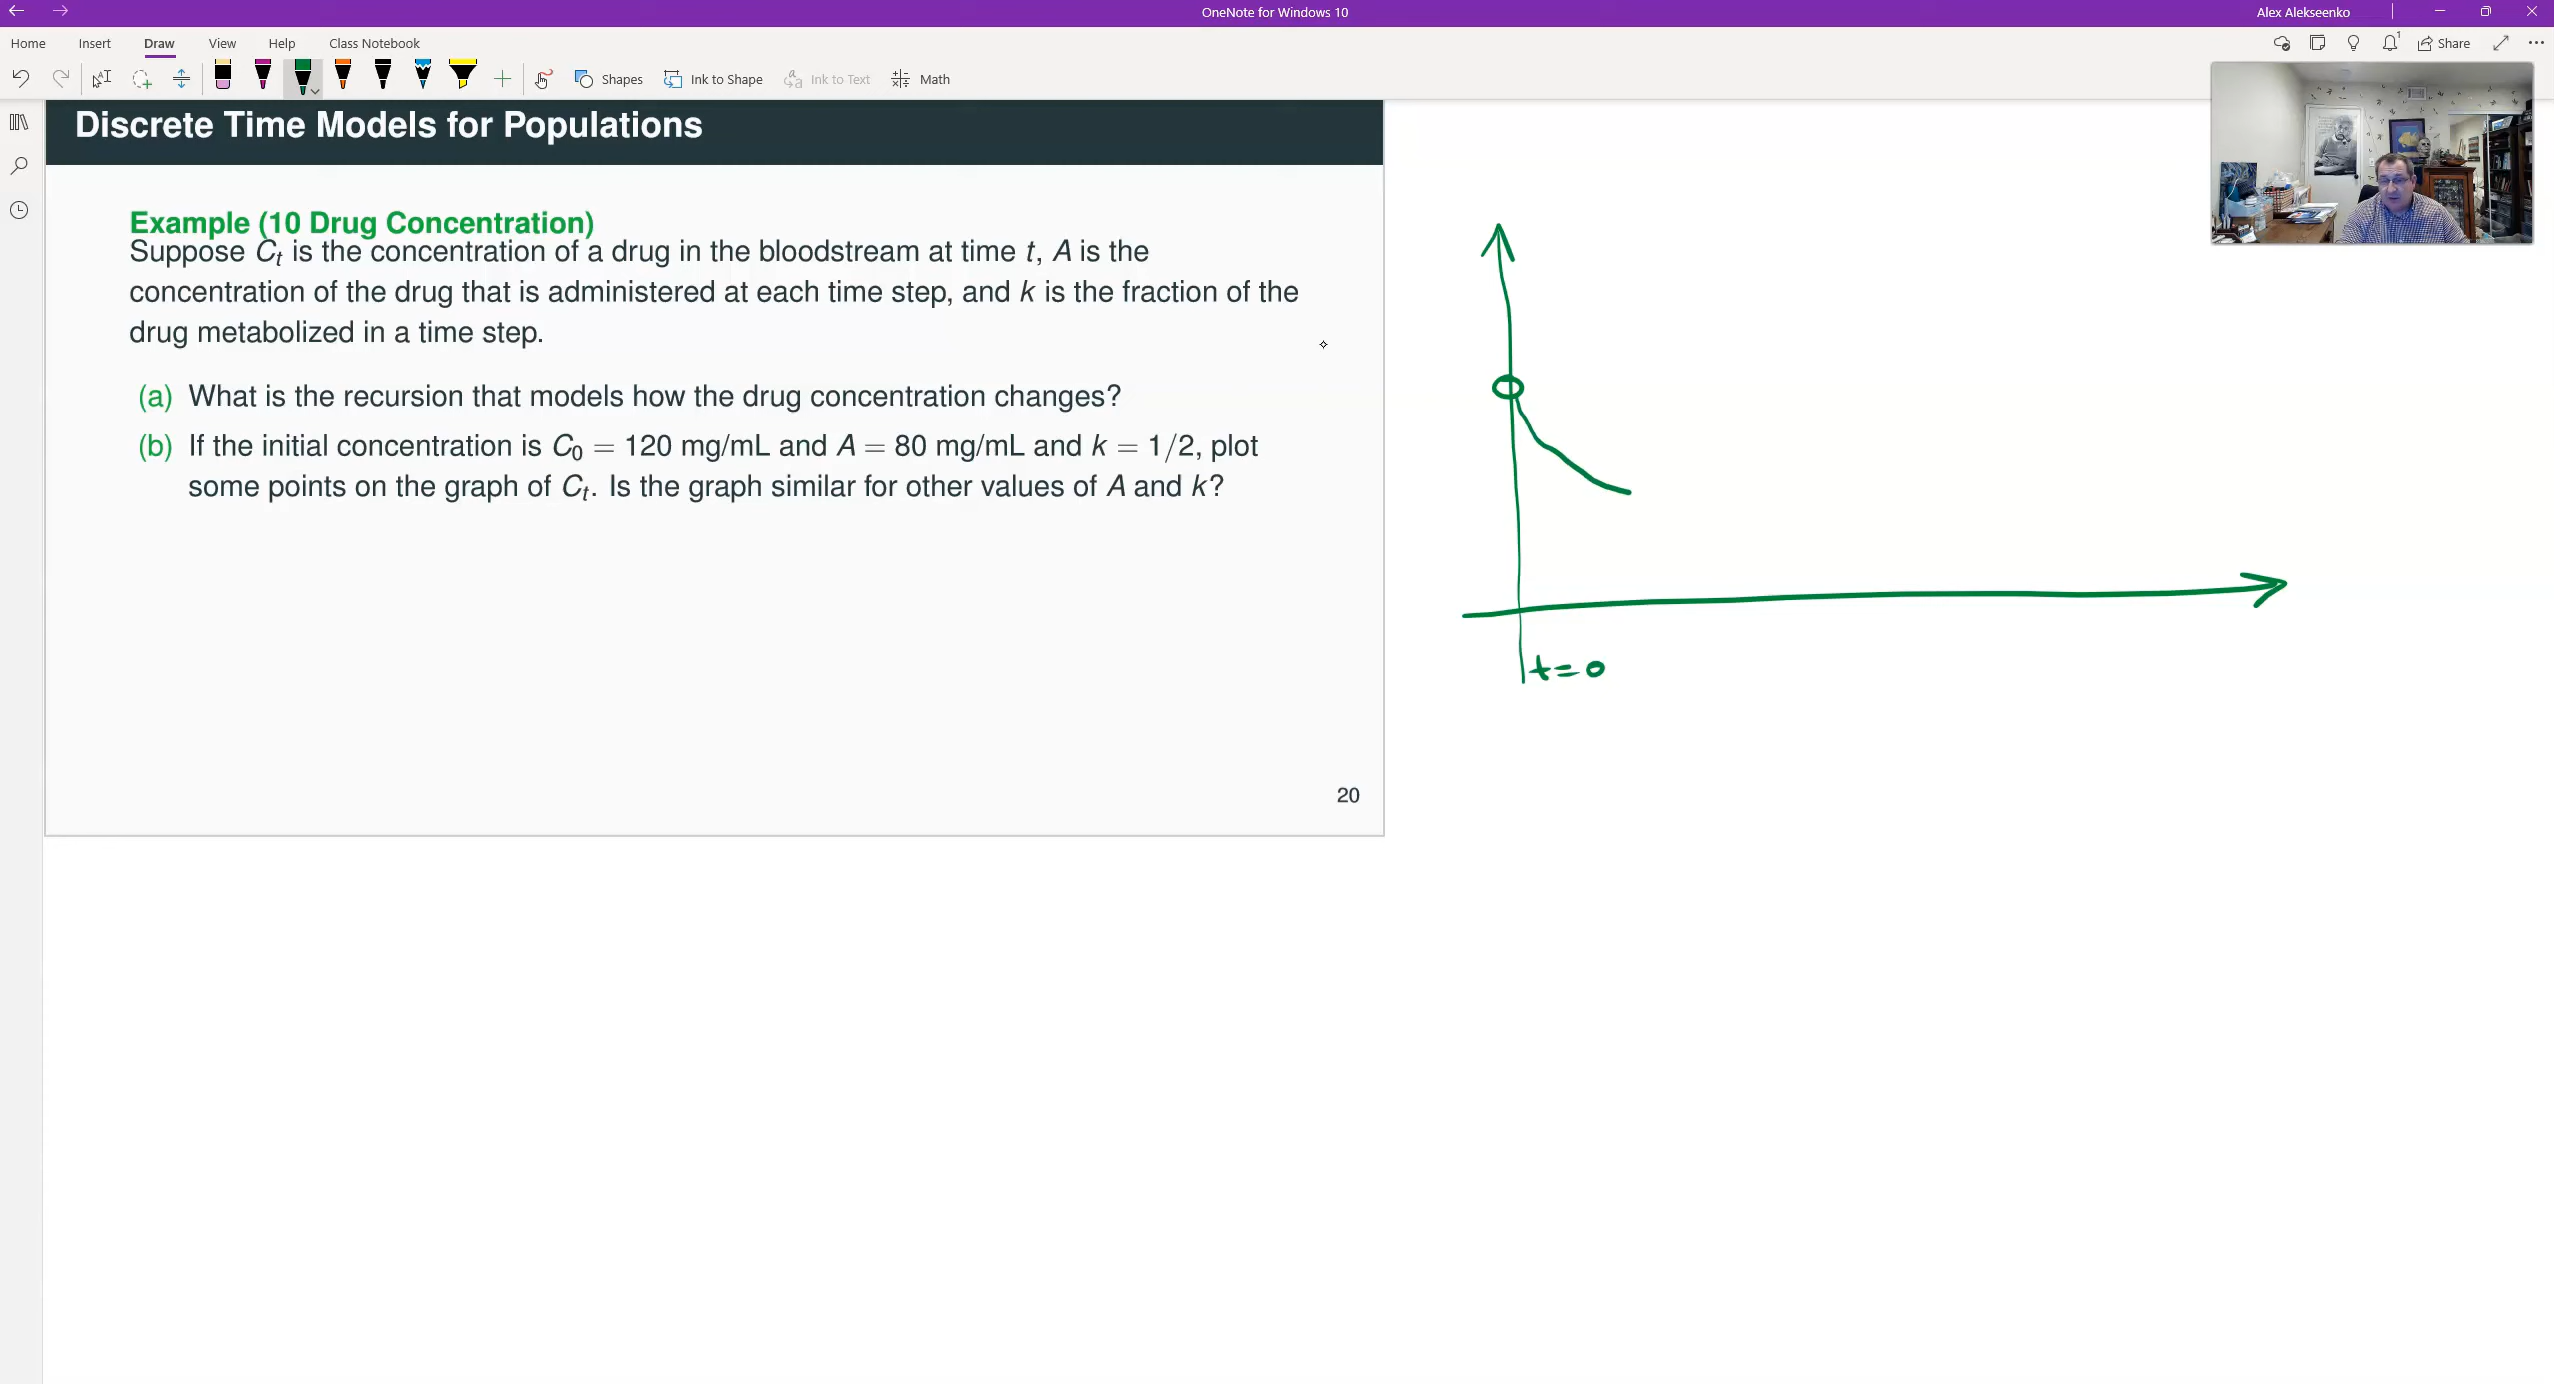 OneNote for Windows 10
Alex Alekseenko
Home Insert Draw View Help Class Notebook
1 Share
Shapes Ink to Shape Ink to Text Math
Discrete Time Models for Populations
Example (10 Drug Concentration)
Suppose Cₜ is the concentration of a drug in the bloodstream at time t, A is the
concentration of the drug that is administered at each time step, and k is the fraction of the
drug metabolized in a time step.
(a) What is the recursion that models how the drug concentration changes?
(b) If the initial concentration is C₀ = 120 mg/mL and A = 80 mg/mL and k = 1/2, plot
some points on the graph of Cₜ. Is the graph similar for other values of A and k?
20
t=0